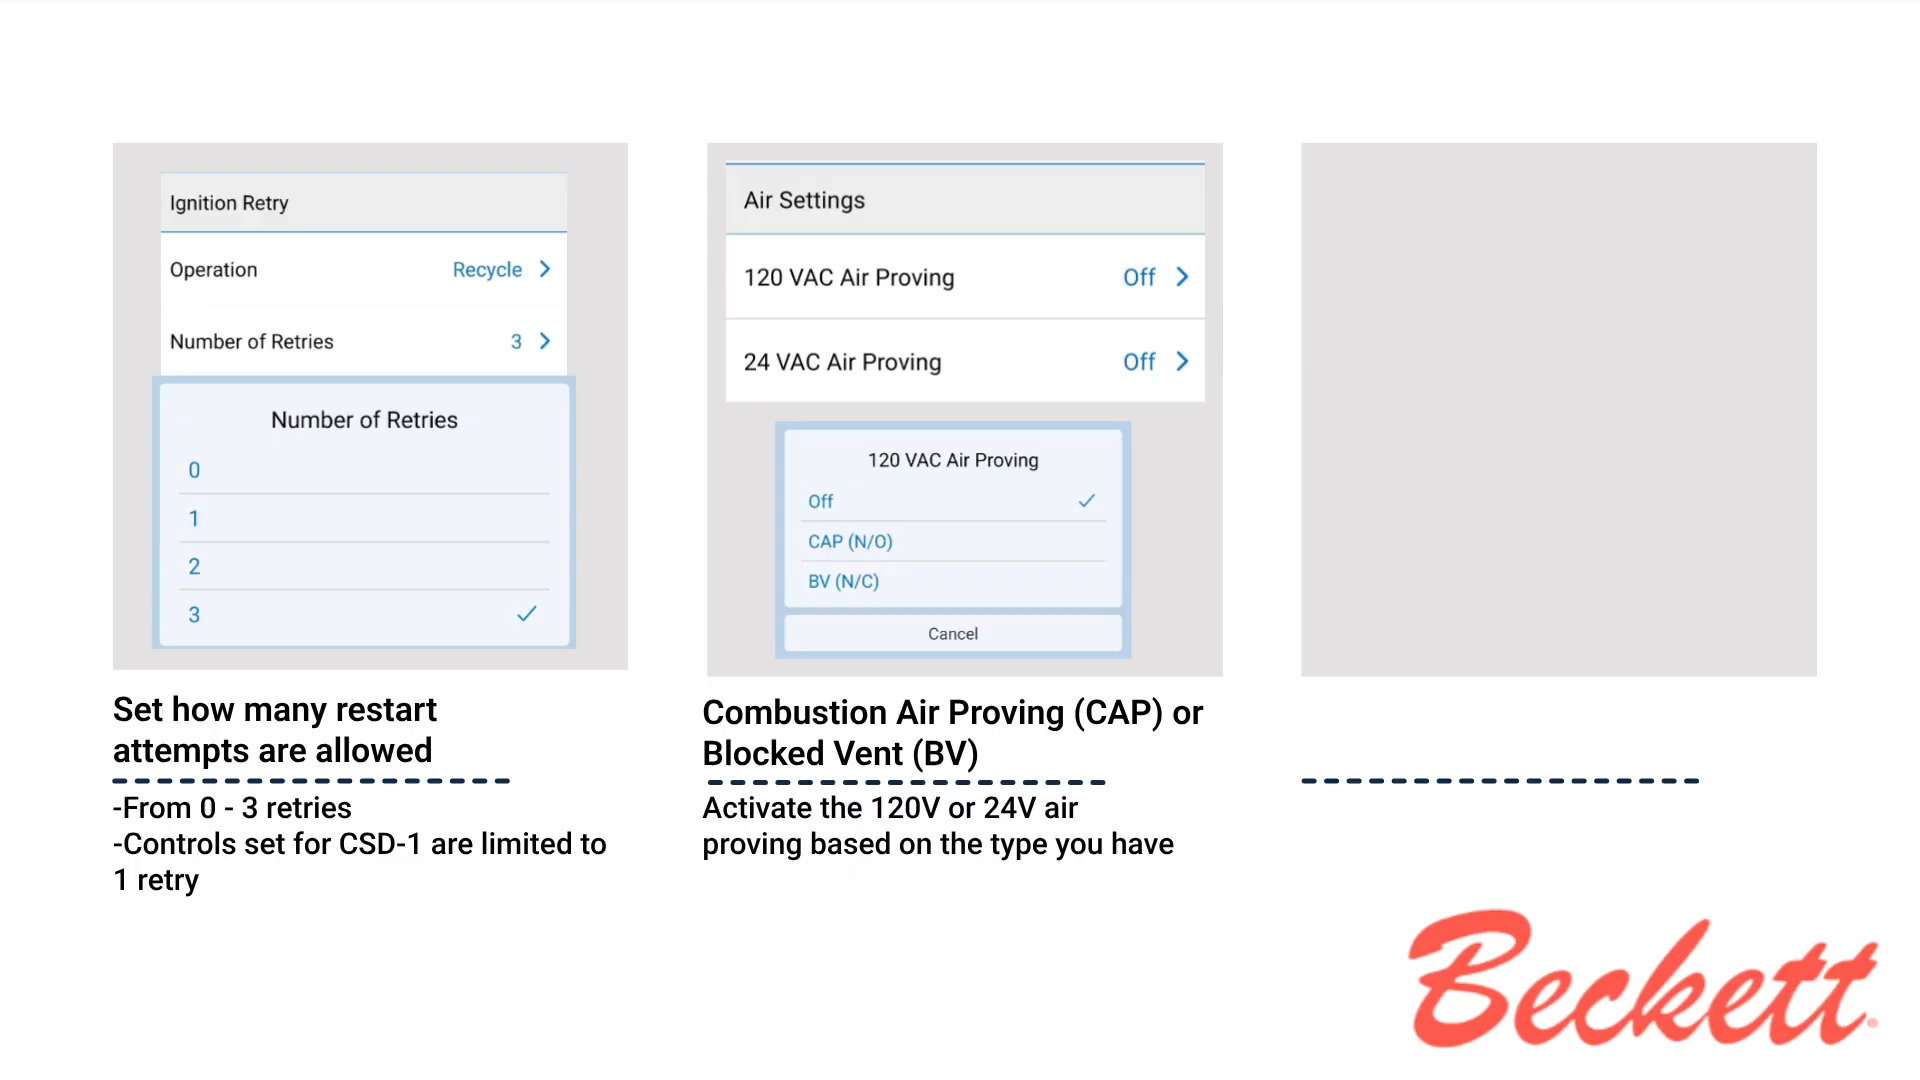 Ignition Retry
Operation Recycle
Number of Retries 3
Number of Retries
0
1
2
3
Set how many restart
attempts are allowed
-From 0 - 3 retries
-Controls set for CSD-1 are limited to
1 retry
Air Settings
120 VAC Air Proving Off
24 VAC Air Proving Off
120 VAC Air Proving
Off
CAP (N/O)
BV (N/C)
Cancel
Combustion Air Proving (CAP) or
Blocked Vent (BV)
Activate the 120V or 24V air
proving based on the type you have
Beckett